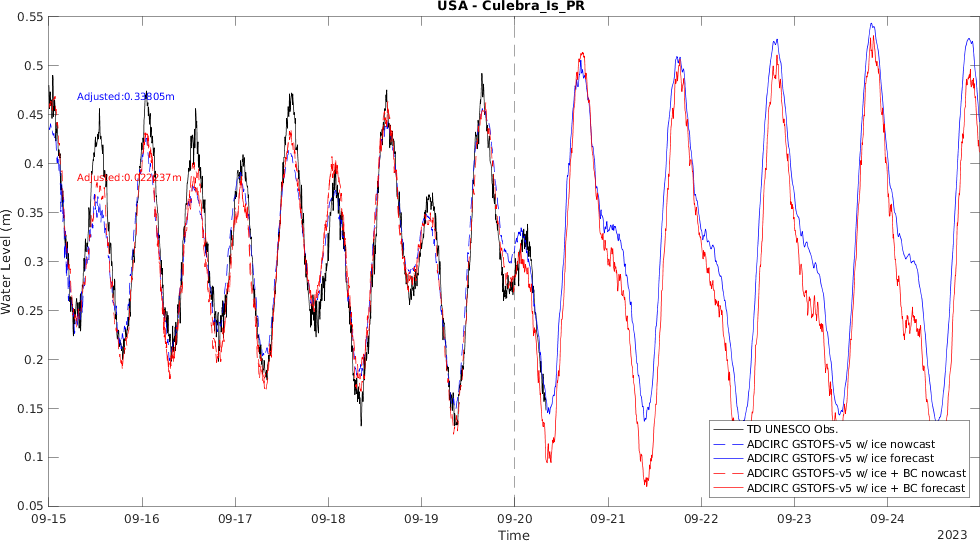 USA - Culebra_Is_PR
0.55
0.5
0.45
0.4
0.35
0.3
0.25
0.2
0.15
0.1
0.05
Water Level (m)
Adjusted:0.33805m
Adjusted:0.022237m
TD UNESCO Obs.
ADCIRC GSTOFS-v5 w/ ice nowcast
ADCIRC GSTOFS-v5 w/ ice forecast
ADCIRC GSTOFS-v5 w/ ice + BC nowcast
ADCIRC GSTOFS-v5 w/ ice + BC forecast
09-15 09-16 09-17 09-18 09-19 09-20 09-21 09-22 09-23 09-24
Time
2023